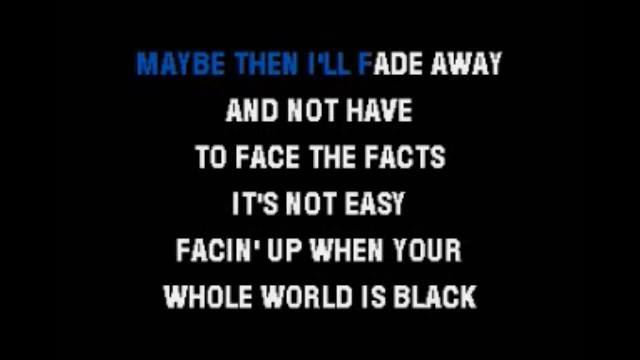 MAYBE THEN I'LL FADE AWAY
AND NOT HAVE
TO FACE THE FACTS
IT'S NOT EASY
FACIN' UP WHEN YOUR
WHOLE WORLD IS BLACK